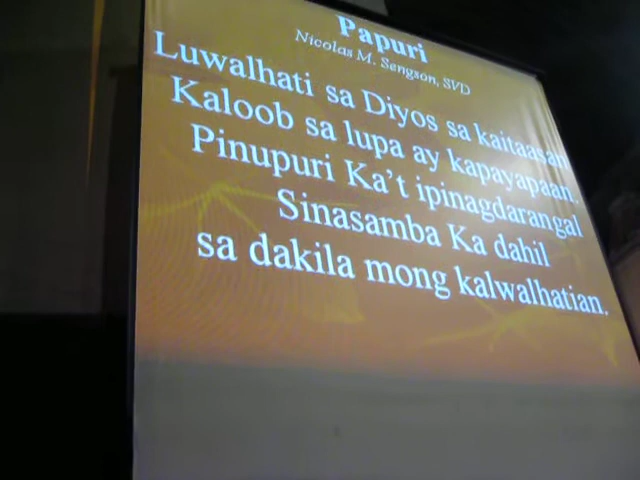 Papuri
Nicolas M. Sengson, SVD
Luwalhati sa Diyos sa kaitaasan
Kaloob sa lupa ay kapayapaan.
Pinupuri Ka't ipinagdarangal
Sinasamba Ka dahil
sa dakila mong kalwalhatian.